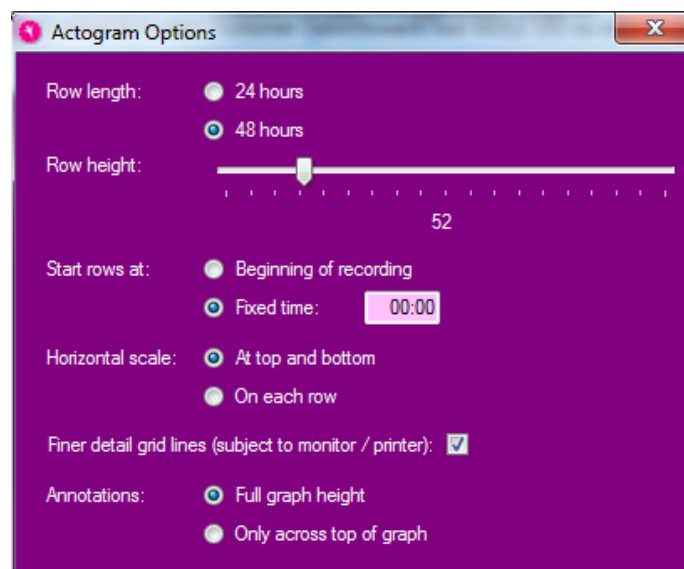 Actogram Options
Row length:
24 hours
48 hours
Row height:
52
Start rows at:
Beginning of recording
Fixed time: 00:00
Horizontal scale:
At top and bottom
On each row
Finer detail grid lines (subject to monitor / printer):
Annotations:
Full graph height
Only across top of graph